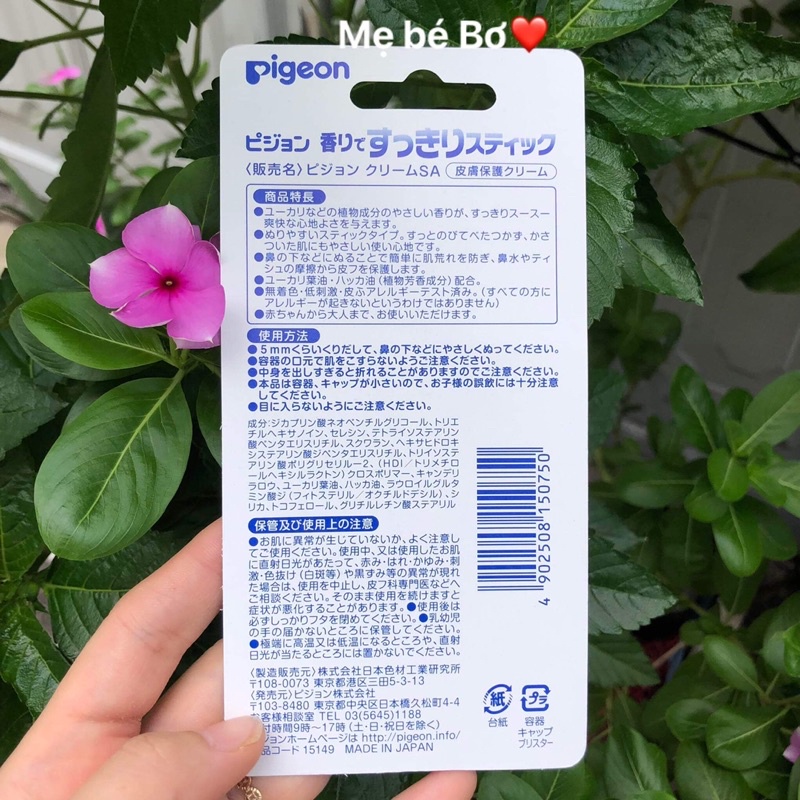 Mẹ bé Bơ❤️
Pigeon
ピジョン 香りですっきりスティック
〈販売名〉ピジョン クリームSA 皮膚保護クリーム
商品特長
●ユーカリなどの植物成分のやさしい香りが、すっきりスースー
爽快な心地よさを与えます。
●ぬりやすいスティックタイプ。すっとのびてべたつかず、かさ
ついた肌にもやさしい使い心地です。
●鼻の下などにぬることで簡単に肌荒れを防ぎ、鼻水やティ
シュの摩擦から皮フを保護します。
●ユーカリ葉油・ハッカ油(植物芳香成分)配合。
●無着色・低刺激・皮ふアレルギーテスト済み。(すべての方に
アレルギーが起きないというわけではありません)
●赤ちゃんから大人まで、お使いいただけます。
使用方法
●5mmくらいくりだして、鼻の下などにやさしくぬってください。
●容器の口元で肌をこすらないようご注意ください。
●中身を出しすぎると折れることがありますのでご注意ください。
●本品は容器、キャップが小さいので、お子様の誤飲には十分注意
してください。
●目に入らないようにご注意ください。
成分:ジカプリン酸ネオペンチルグリコール、トリエ
チルヘキサノイン、セレシン、テトライソステアリン
酸ペンタエリスリチル、スクワラン、ヘキサヒドロキ
システアリン酸ジペンタエリスリチル、トリイソステ
アリン酸ポリグリセリル-2、(HDI/トリメチロ
ールヘキシルラクトン)クロスポリマー、キャンデリ
ラロウ、ユーカリ葉油、ハッカ油、ラウロイルグルタ
ミン酸ジ(フィトステリル/オクチルドデシル)、シ
リカ、トコフェロール、グリチルレチン酸ステアリル
保管及び使用上の注意
●お肌に異常が生じていないか、よく注意し
てご使用ください。使用中、又は使用したお肌
に直射日光があたって、赤み・はれ・かゆみ・刺
激・色抜け(白斑等)や黒ずみ等の異常が現れ
た場合は、使用を中止し、皮フ科専門医などへ
ご相談ください。そのまま使用を続けますと
症状が悪化することがあります。●使用後は
必ずしっかりフタを閉めてください。●乳幼児
の手の届かないところに保管してください。
●極端に高温又は低温になるところや、直射
日光が当たるところには置かないでください。
4 902508 150750
〈製造販売元〉株式会社日本色材工業研究所
〒108-0073 東京都港区三田5-3-13
〈発売元〉ピジョン株式会社
〒103-8480 東京都中央区日本橋久松町4-4
お客様相談室 TEL 03(5645)1188
付時間9時〜17時(土・日・祝日を除く)
ジョンホームページは http://pigeon.info/
品コード 15149 MADE IN JAPAN
紙
台紙
プラ
容器
キャップ
ブリスター